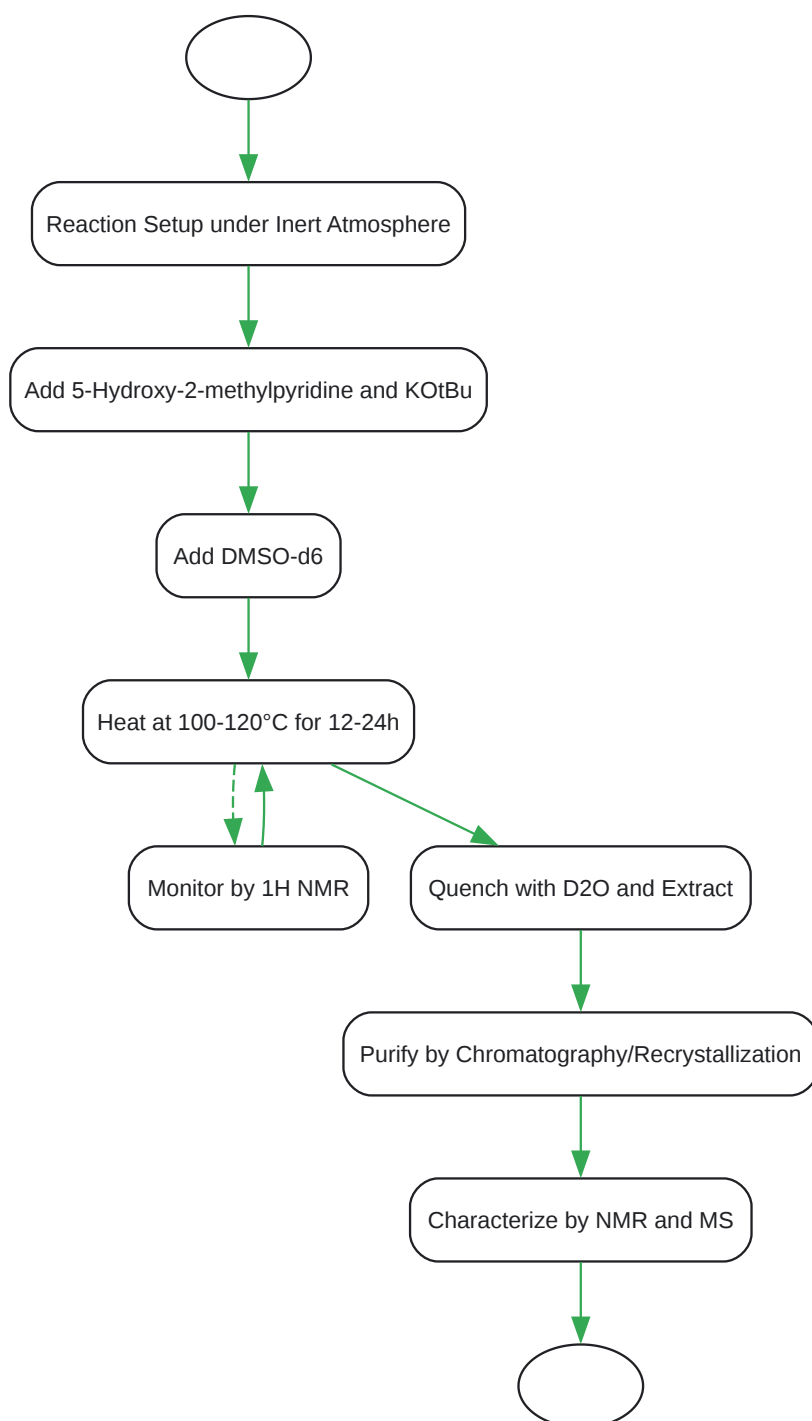 Reaction Setup under Inert Atmosphere
Add 5-Hydroxy-2-methylpyridine and KOtBu
Add DMSO-d6
Heat at 100-120°C for 12-24h
Monitor by 1H NMR
Quench with D2O and Extract
Purify by Chromatography/Recrystallization
Characterize by NMR and MS